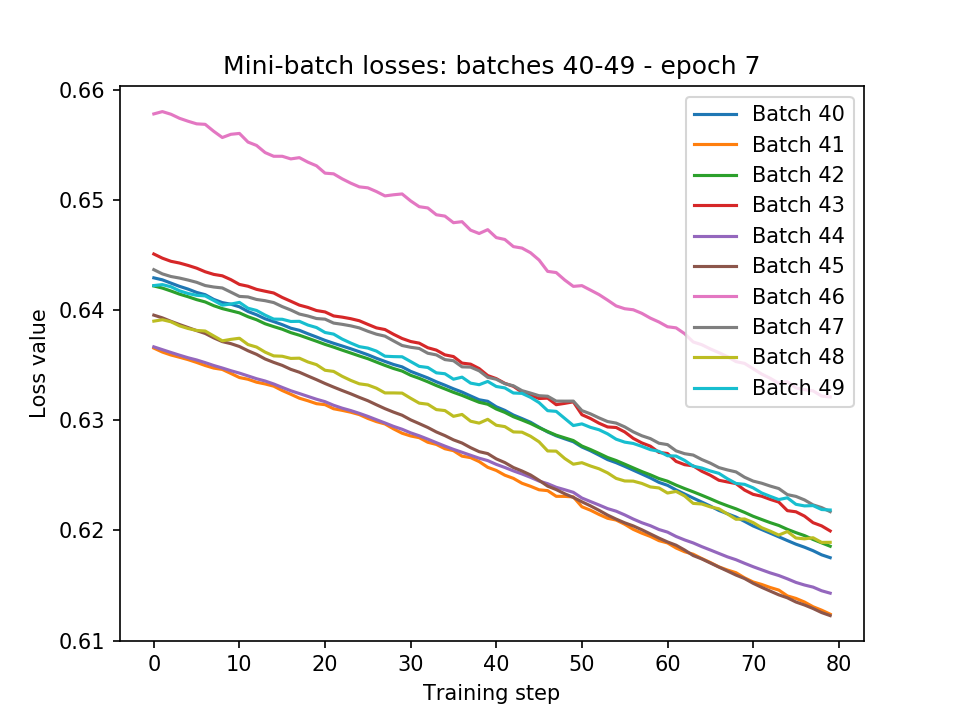 Mini-batch losses: batches 40-49 - epoch 7
0.66
0.65
0.64
0.63
0.62
0.61
Loss value
Batch 40
Batch 41
Batch 42
Batch 43
Batch 44
Batch 45
Batch 46
Batch 47
Batch 48
Batch 49
0 10 20 30 40 50 60 70 80
Training step